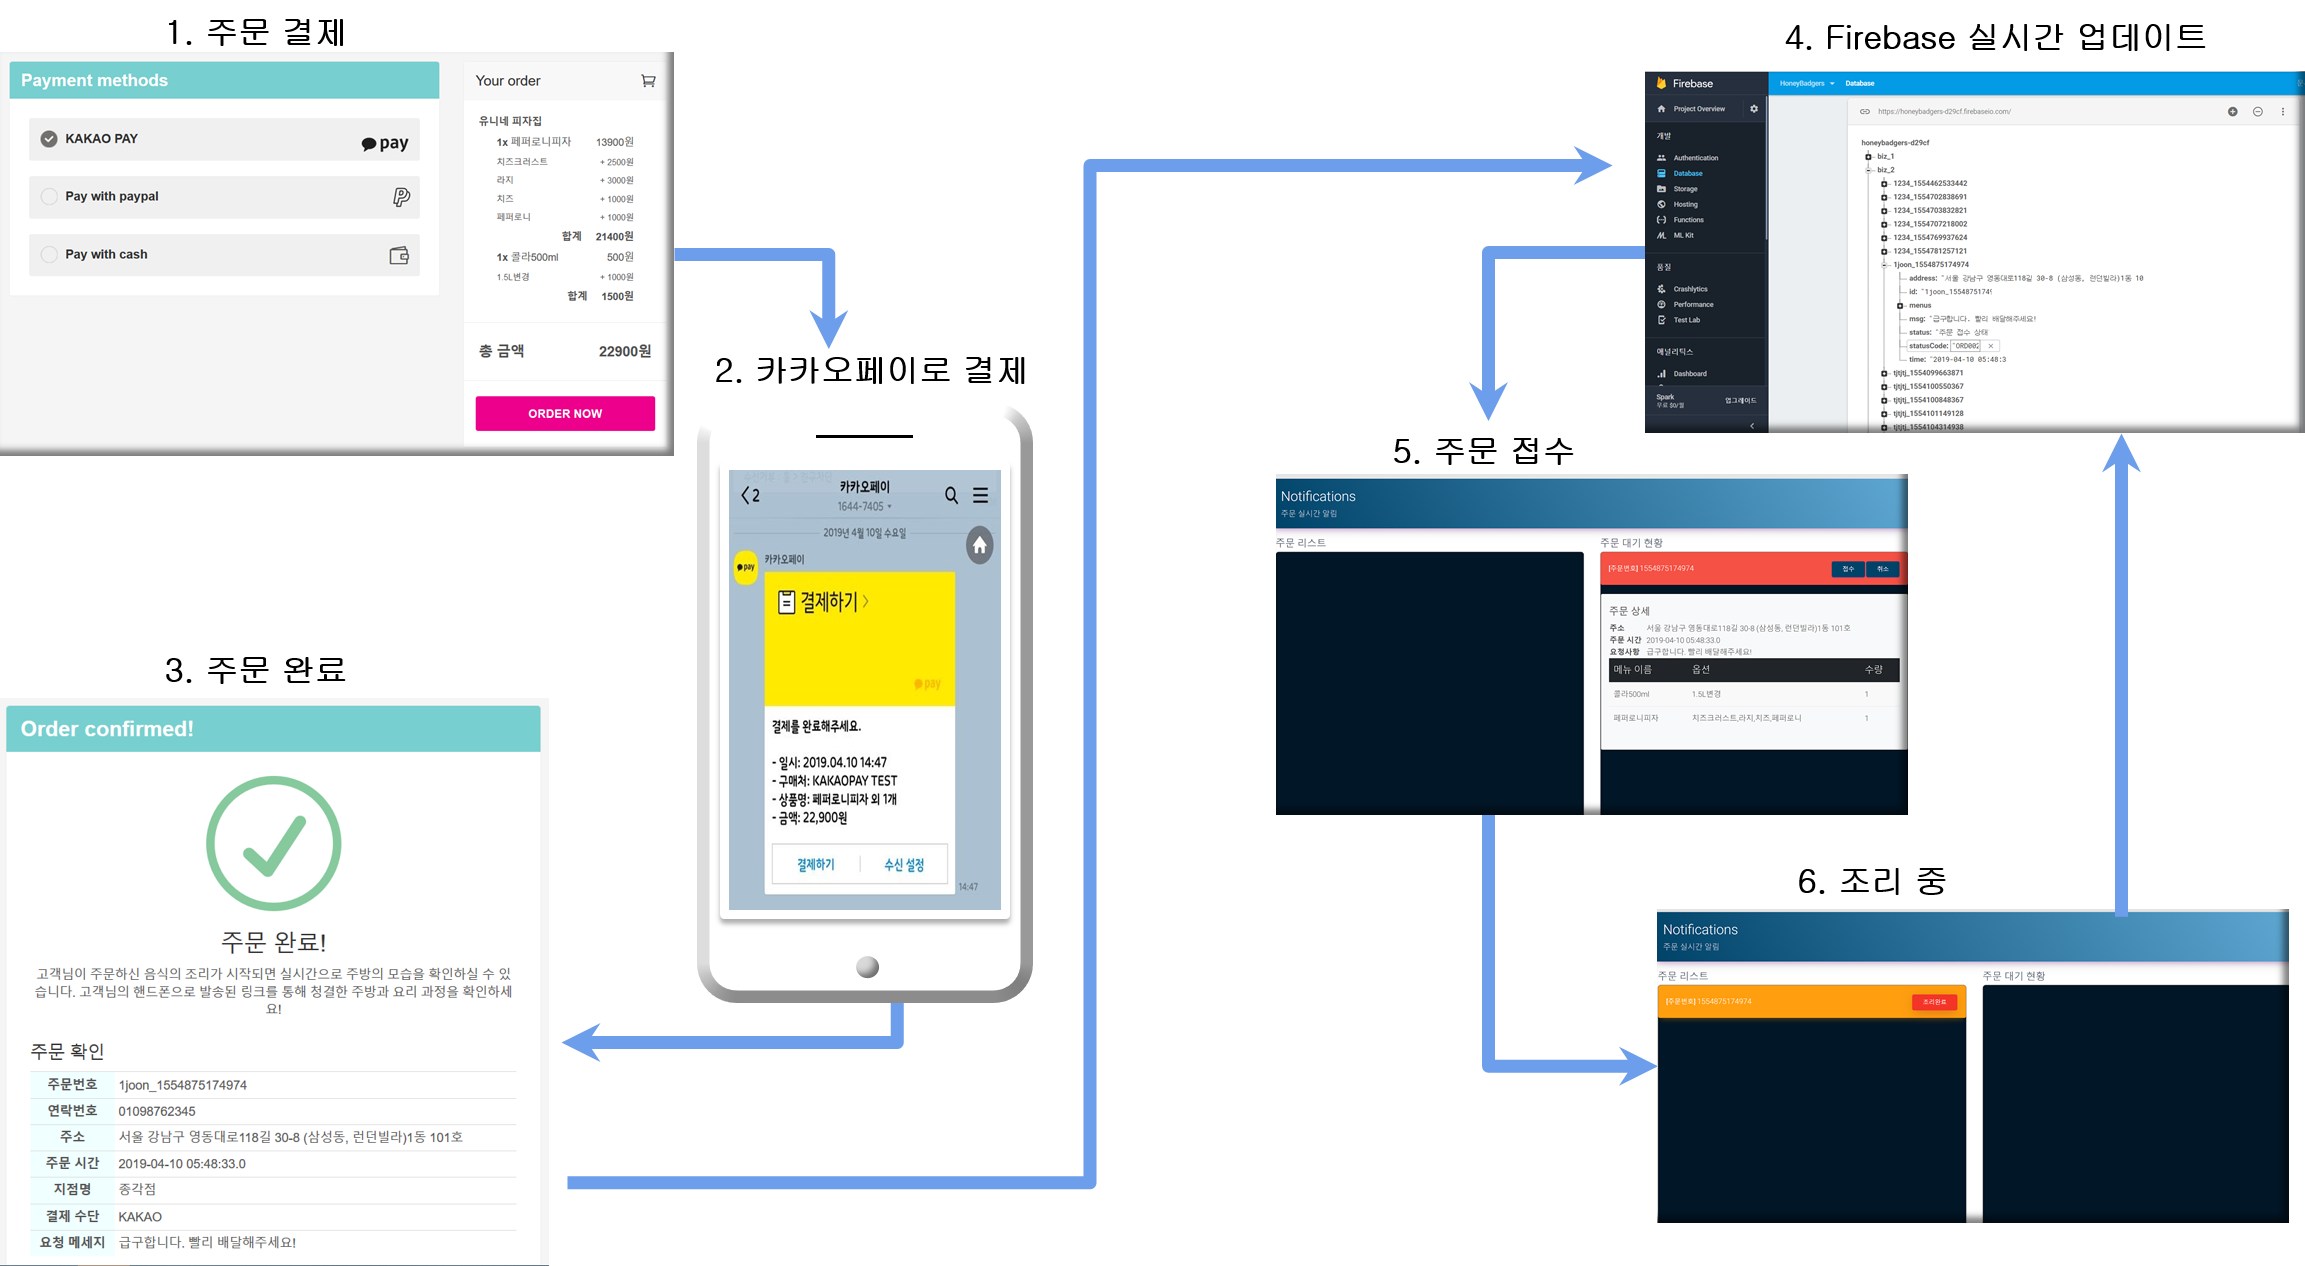 1. 주문 결제
Payment methods
KAKAO PAY
pay
Pay with paypal
Pay with cash
Your order
유니네 피자집
1x 페퍼로니피자 13900원
치즈크러스트 + 2500원
라지 + 3000원
치즈 + 1000원
페퍼로니 + 1000원
합계 21400원
1x 콜라500ml 500원
1.5L변경 + 1000원
합계 1500원
총 금액 22900원
ORDER NOW
2. 카카오페이로 결제
2 카카오페이
1644-7405
2019년 4월 10일 수요일
카카오페이
pay
결제하기
pay
결제를 완료해주세요.
- 일시: 2019.04.10 14:47
- 구매처: KAKAOPAY TEST
- 상품명: 페퍼로니피자 외 1개
- 금액: 22,900원
결제하기 수신 설정
14:47
3. 주문 완료
Order confirmed!
주문 완료!
고객님이 주문하신 음식의 조리가 시작되면 실시간으로 주방의 모습을 확인하실 수 있
습니다. 고객님의 핸드폰으로 발송된 링크를 통해 청결한 주방과 요리 과정을 확인하세
요!
주문 확인
주문번호 1joon_1554875174974
연락번호 01098762345
주소 서울 강남구 영동대로118길 30-8 (삼성동, 런던빌라)1동 101호
주문 시간 2019-04-10 05:48:33.0
지점명 종각점
결제 수단 KAKAO
요청 메세지 급구합니다. 빨리 배달해주세요!
4. Firebase 실시간 업데이트
Firebase
Project Overview
개발
Authentication
Database
Storage
Hosting
Functions
ML Kit
품질
Crashlytics
Performance
Test Lab
애널리틱스
Dashboard
Spark
무료 $0/월 업그레이드
HoneyBadgers Database
https://honeybadgers-d29cf.firebaseio.com/
honeybadgers-d29cf
biz_1
biz_2
1234_1554462533442
1234_1554702838691
1234_1554703832821
1234_1554707218002
1234_1554769937624
1234_1554781257121
1joon_1554875174974
address: "서울 강남구 영동대로118길 30-8 (삼성동, 런던빌라)1동 10
id: "1joon_155487517491
menus
msg: "급구합니다. 빨리 배달해주세요!
status: "주문 접수 상태
statusCode: "ORD002
time: "2019-04-10 05:48:3
tjtjtj_1554099663871
tjtjtj_1554100550367
tjtjtj_1554100848367
tjtjtj_1554101149128
tjtjtj_1554104314938
5. 주문 접수
Notifications
주문 실시간 알림
주문 리스트
주문 대기 현황
[주문번호] 1554875174974 접수 취소
주문 상세
주소 서울 강남구 영동대로118길 30-8 (삼성동, 런던빌라)1동 101호
주문 시간 2019-04-10 05:48:33.0
요청사항 급구합니다. 빨리 배달해주세요!
메뉴 이름 옵션 수량
콜라500ml 1.5L변경 1
페퍼로니피자 치즈크러스트,라지,치즈,페퍼로니 1
6. 조리 중
Notifications
주문 실시간 알림
주문 리스트
주문 대기 현황
[주문번호] 1554875174974 조리완료